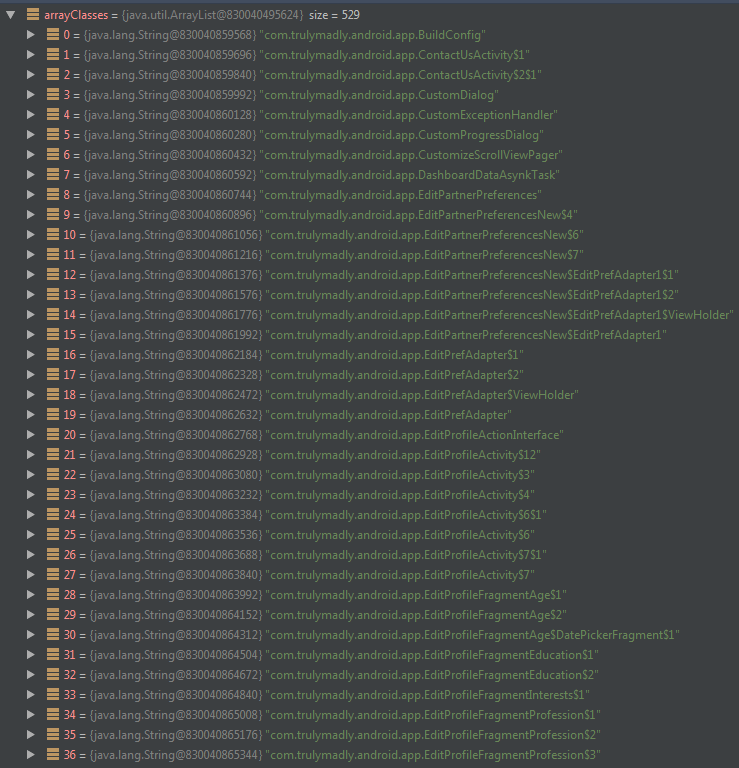 arrayClasses = {java.util.ArrayList@830040495624} size = 529
0 = {java.lang.String@830040859568} "com.trulymadly.android.app.BuildConfig"
1 = {java.lang.String@830040859696} "com.trulymadly.android.app.ContactUsActivity$1"
2 = {java.lang.String@830040859840} "com.trulymadly.android.app.ContactUsActivity$2$1"
3 = {java.lang.String@830040859992} "com.trulymadly.android.app.CustomDialog"
4 = {java.lang.String@830040860128} "com.trulymadly.android.app.CustomExceptionHandler"
5 = {java.lang.String@830040860280} "com.trulymadly.android.app.CustomProgressDialog"
6 = {java.lang.String@830040860432} "com.trulymadly.android.app.CustomizeScrollViewPager"
7 = {java.lang.String@830040860592} "com.trulymadly.android.app.DashboardDataAsynkTask"
8 = {java.lang.String@830040860744} "com.trulymadly.android.app.EditPartnerPreferences"
9 = {java.lang.String@830040860896} "com.trulymadly.android.app.EditPartnerPreferencesNew$4"
10 = {java.lang.String@830040861056} "com.trulymadly.android.app.EditPartnerPreferencesNew$6"
11 = {java.lang.String@830040861216} "com.trulymadly.android.app.EditPartnerPreferencesNew$7"
12 = {java.lang.String@830040861376} "com.trulymadly.android.app.EditPartnerPreferencesNew$EditPrefAdapter1$1"
13 = {java.lang.String@830040861576} "com.trulymadly.android.app.EditPartnerPreferencesNew$EditPrefAdapter1$2"
14 = {java.lang.String@830040861776} "com.trulymadly.android.app.EditPartnerPreferencesNew$EditPrefAdapter1$ViewHolder"
15 = {java.lang.String@830040861992} "com.trulymadly.android.app.EditPartnerPreferencesNew$EditPrefAdapter1"
16 = {java.lang.String@830040862184} "com.trulymadly.android.app.EditPrefAdapter$1"
17 = {java.lang.String@830040862328} "com.trulymadly.android.app.EditPrefAdapter$2"
18 = {java.lang.String@830040862472} "com.trulymadly.android.app.EditPrefAdapter$ViewHolder"
19 = {java.lang.String@830040862632} "com.trulymadly.android.app.EditPrefAdapter"
20 = {java.lang.String@830040862768} "com.trulymadly.android.app.EditProfileActionInterface"
21 = {java.lang.String@830040862928} "com.trulymadly.android.app.EditProfileActivity$12"
22 = {java.lang.String@830040863080} "com.trulymadly.android.app.EditProfileActivity$3"
23 = {java.lang.String@830040863232} "com.trulymadly.android.app.EditProfileActivity$4"
24 = {java.lang.String@830040863384} "com.trulymadly.android.app.EditProfileActivity$6$1"
25 = {java.lang.String@830040863536} "com.trulymadly.android.app.EditProfileActivity$6"
26 = {java.lang.String@830040863688} "com.trulymadly.android.app.EditProfileActivity$7$1"
27 = {java.lang.String@830040863840} "com.trulymadly.android.app.EditProfileActivity$7"
28 = {java.lang.String@830040863992} "com.trulymadly.android.app.EditProfileFragmentAge$1"
29 = {java.lang.String@830040864152} "com.trulymadly.android.app.EditProfileFragmentAge$2"
30 = {java.lang.String@830040864312} "com.trulymadly.android.app.EditProfileFragmentAge$DatePickerFragment$1"
31 = {java.lang.String@830040864504} "com.trulymadly.android.app.EditProfileFragmentEducation$1"
32 = {java.lang.String@830040864672} "com.trulymadly.android.app.EditProfileFragmentEducation$2"
33 = {java.lang.String@830040864840} "com.trulymadly.android.app.EditProfileFragmentInterests$1"
34 = {java.lang.String@830040865008} "com.trulymadly.android.app.EditProfileFragmentProfession$1"
35 = {java.lang.String@830040865176} "com.trulymadly.android.app.EditProfileFragmentProfession$2"
36 = {java.lang.String@830040865344} "com.trulymadly.android.app.EditProfileFragmentProfession$3"